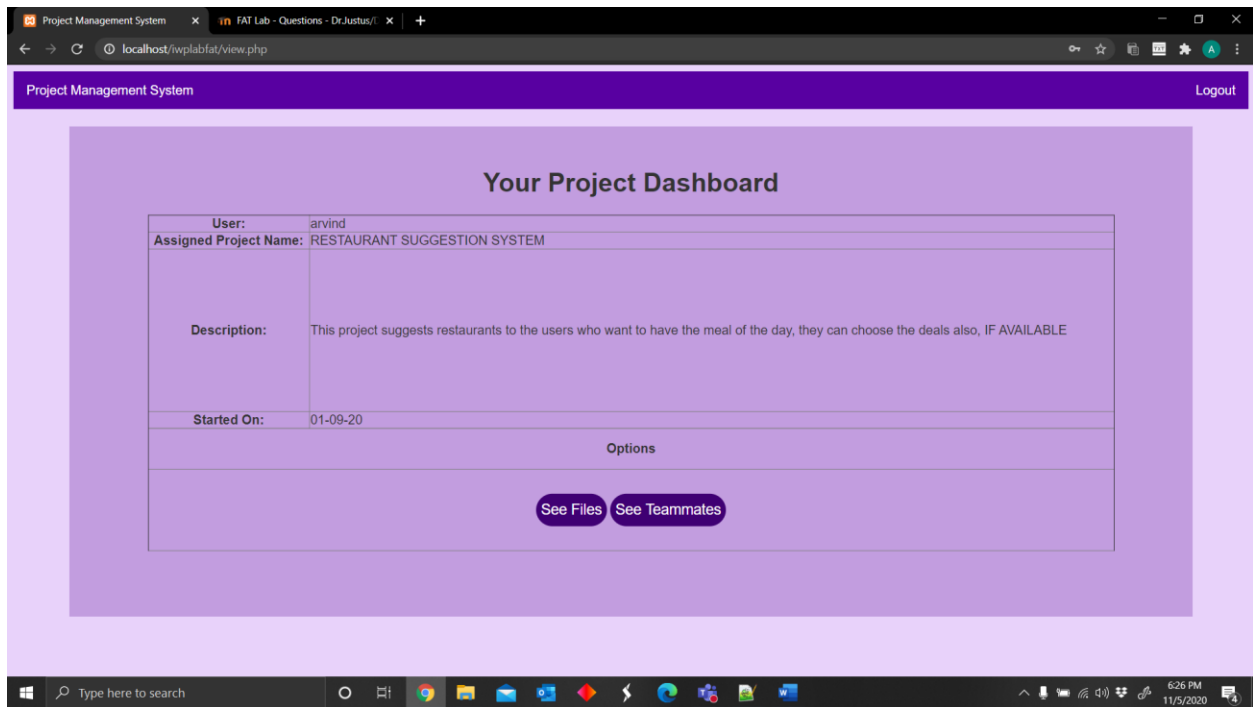 Project Management System
FAT Lab - Questions - Dr.Justus/
localhost/iwplabfat/view.php
A
Project Management System
Logout
Your Project Dashboard
User: arvind
Assigned Project Name: RESTAURANT SUGGESTION SYSTEM
Description: This project suggests restaurants to the users who want to have the meal of the day, they can choose the deals also, IF AVAILABLE
Started On: 01-09-20
Options
See Files See Teammates
Type here to search
6:26 PM
11/5/2020